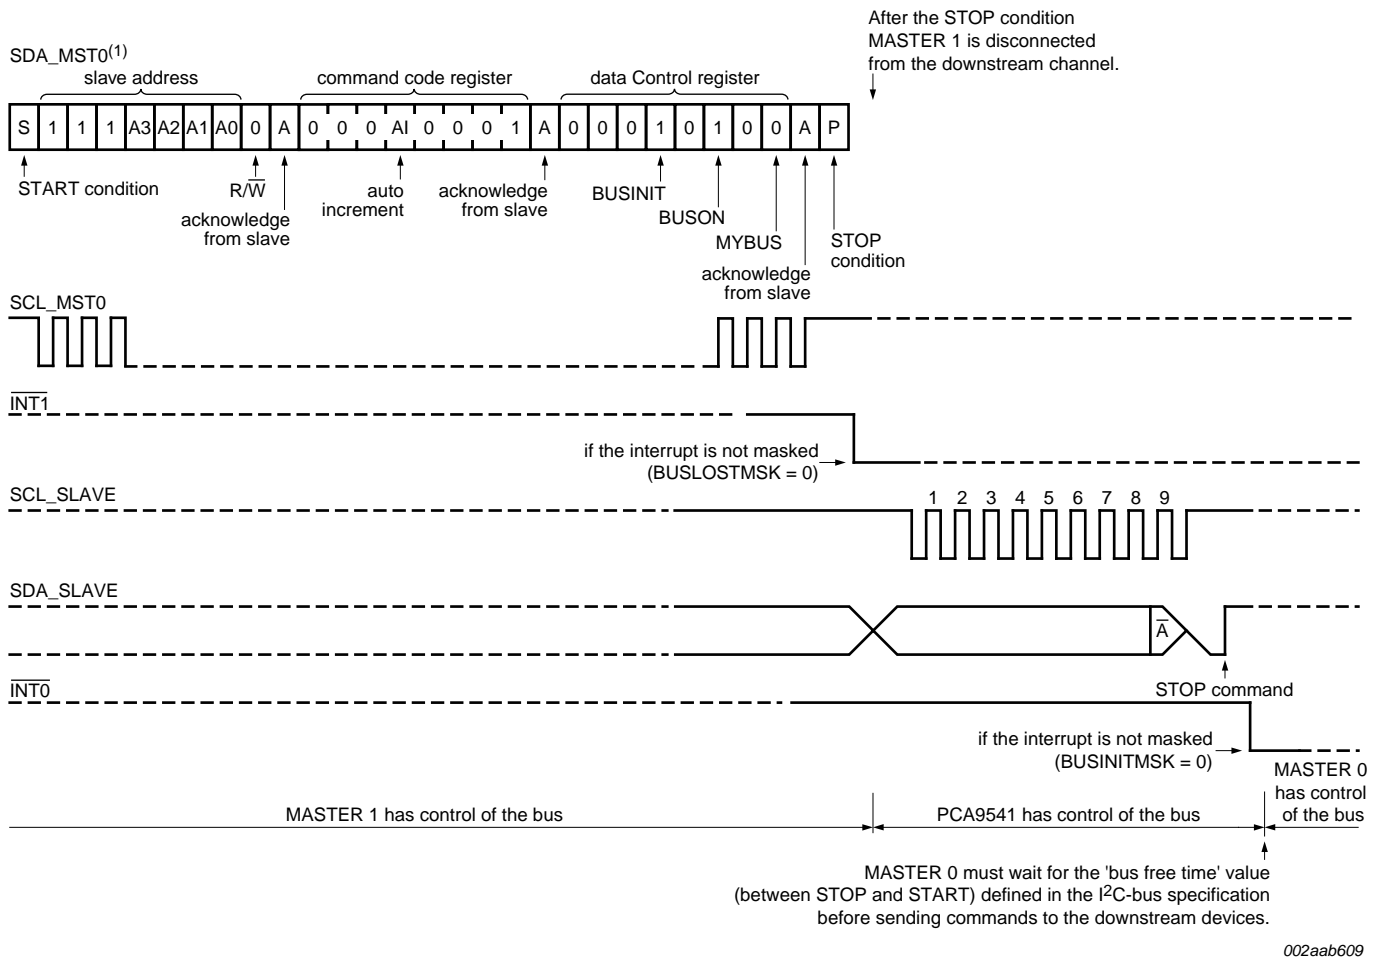 After the STOP condition
MASTER 1 is disconnected
from the downstream channel.
SDA_MST0(1)
slave address
command code register
data Control register
S 1 1 1 A3 A2 A1 A0 0 A 0 0 0 AI 0 0 0 1 A 0 0 0 1 0 1 0 0 A P
START condition
R/W̅
acknowledge
from slave
auto
increment
acknowledge
from slave
BUSINIT
BUSON
MYBUS
acknowledge
from slave
STOP
condition
SCL_MST0
I̅N̅T̅1̅
if the interrupt is not masked
(BUSLOSTMSK = 0)
SCL_SLAVE
1 2 3 4 5 6 7 8 9
SDA_SLAVE
A̅
STOP command
I̅N̅T̅0̅
if the interrupt is not masked
(BUSINITMSK = 0)
MASTER 1 has control of the bus
PCA9541 has control of the bus
MASTER 0
has control
of the bus
MASTER 0 must wait for the 'bus free time' value
(between STOP and START) defined in the I2C-bus specification
before sending commands to the downstream devices.
002aab609